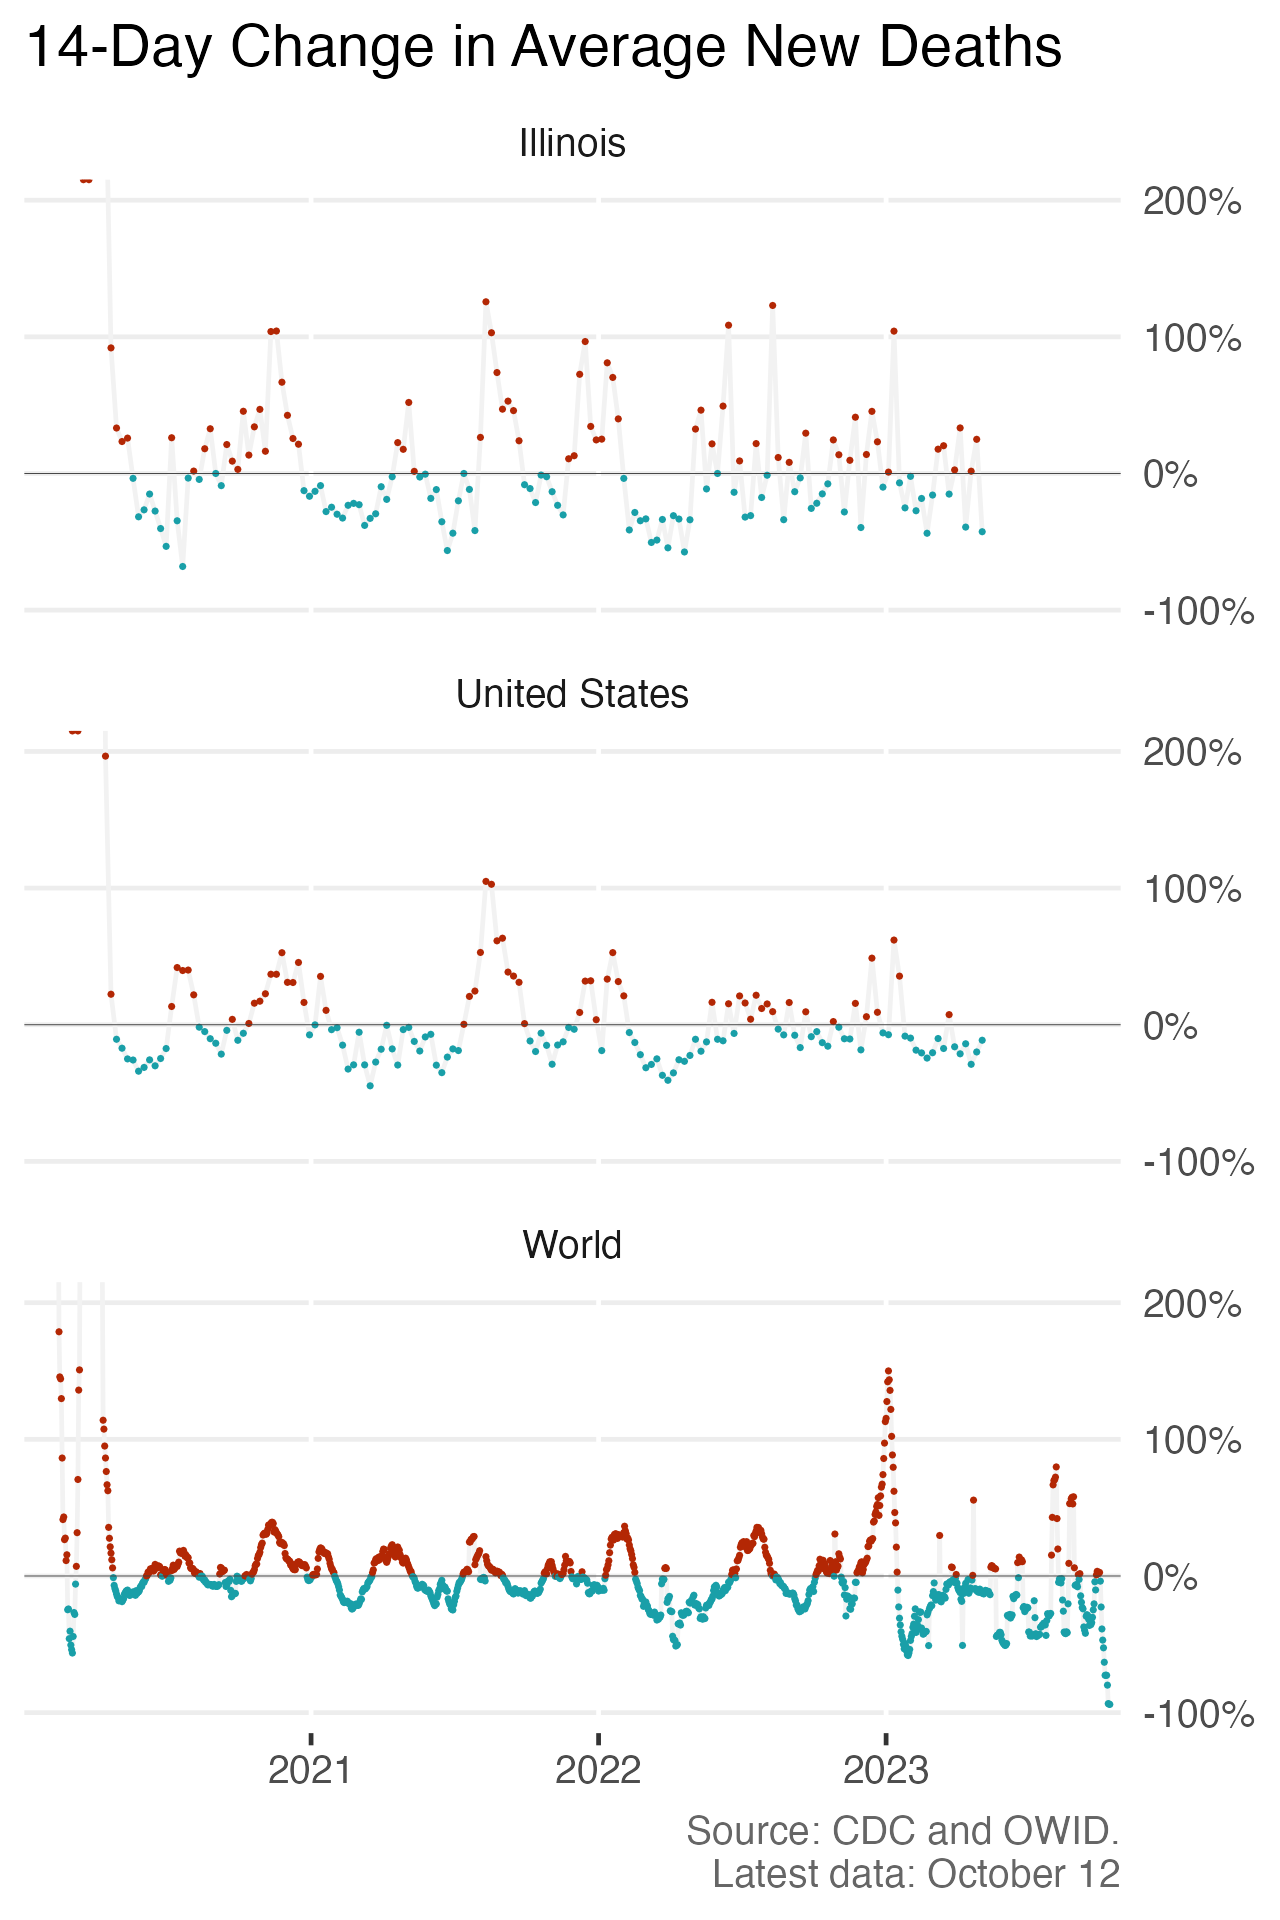 14-Day Change in Average New Deaths
Illinois
200%
100%
0%
-100%
United States
200%
100%
0%
-100%
World
200%
100%
0%
-100%
2021 2022 2023
Source: CDC and OWID.
Latest data: October 12